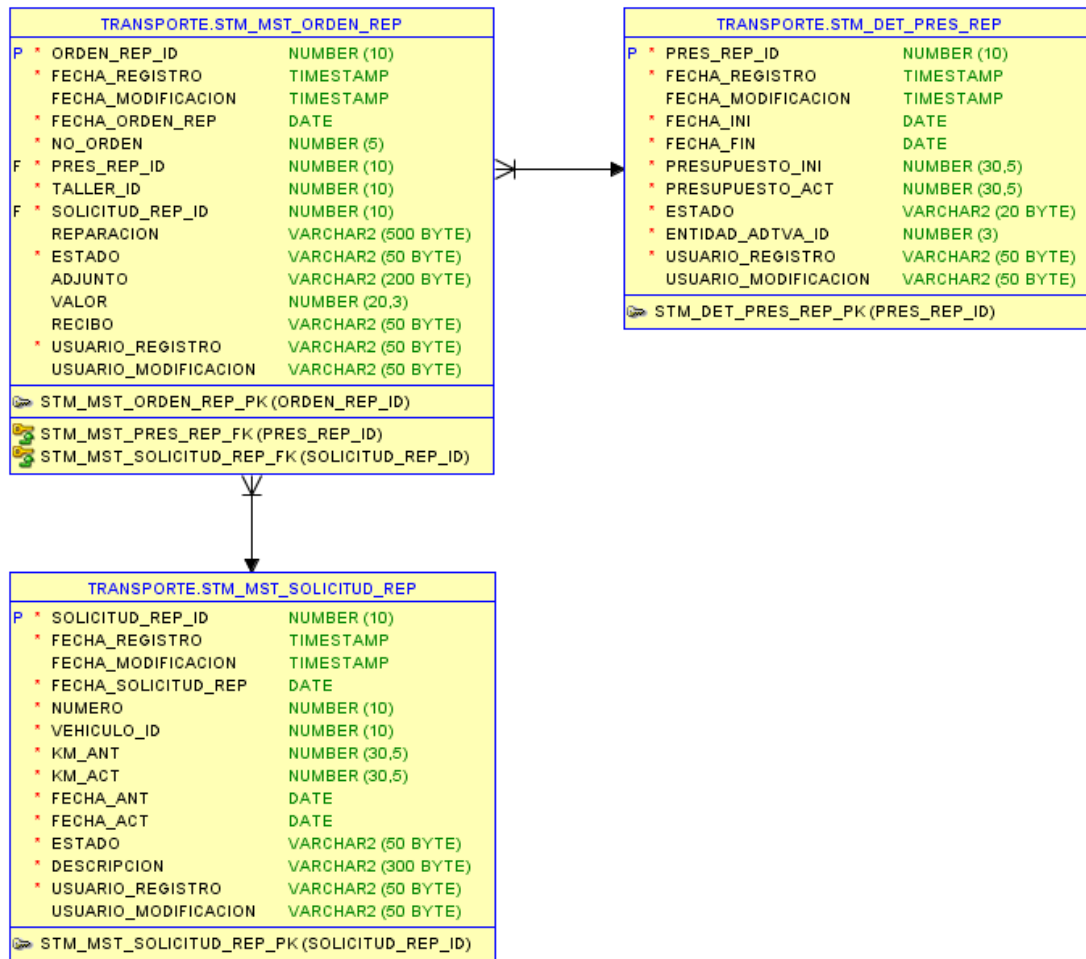 TRANSPORTE.STM_MST_ORDEN_REP
P * ORDEN_REP_ID NUMBER (10)
* FECHA_REGISTRO TIMESTAMP
FECHA_MODIFICACION TIMESTAMP
* FECHA_ORDEN_REP DATE
* NO_ORDEN NUMBER (5)
F * PRES_REP_ID NUMBER (10)
* TALLER_ID NUMBER (10)
F * SOLICITUD_REP_ID NUMBER (10)
REPARACION VARCHAR2 (500 BYTE)
* ESTADO VARCHAR2 (50 BYTE)
ADJUNTO VARCHAR2 (200 BYTE)
VALOR NUMBER (20,3)
RECIBO VARCHAR2 (50 BYTE)
* USUARIO_REGISTRO VARCHAR2 (50 BYTE)
USUARIO_MODIFICACION VARCHAR2 (50 BYTE)
STM_MST_ORDEN_REP_PK (ORDEN_REP_ID)
STM_MST_PRES_REP_FK (PRES_REP_ID)
STM_MST_SOLICITUD_REP_FK (SOLICITUD_REP_ID)
TRANSPORTE.STM_DET_PRES_REP
P * PRES_REP_ID NUMBER (10)
* FECHA_REGISTRO TIMESTAMP
FECHA_MODIFICACION TIMESTAMP
* FECHA_INI DATE
* FECHA_FIN DATE
* PRESUPUESTO_INI NUMBER (30,5)
* PRESUPUESTO_ACT NUMBER (30,5)
* ESTADO VARCHAR2 (20 BYTE)
* ENTIDAD_ADTVA_ID NUMBER (3)
* USUARIO_REGISTRO VARCHAR2 (50 BYTE)
USUARIO_MODIFICACION VARCHAR2 (50 BYTE)
STM_DET_PRES_REP_PK (PRES_REP_ID)
TRANSPORTE.STM_MST_SOLICITUD_REP
P * SOLICITUD_REP_ID NUMBER (10)
* FECHA_REGISTRO TIMESTAMP
FECHA_MODIFICACION TIMESTAMP
* FECHA_SOLICITUD_REP DATE
* NUMERO NUMBER (10)
* VEHICULO_ID NUMBER (10)
* KM_ANT NUMBER (30,5)
* KM_ACT NUMBER (30,5)
* FECHA_ANT DATE
* FECHA_ACT DATE
* ESTADO VARCHAR2 (50 BYTE)
* DESCRIPCION VARCHAR2 (300 BYTE)
* USUARIO_REGISTRO VARCHAR2 (50 BYTE)
USUARIO_MODIFICACION VARCHAR2 (50 BYTE)
STM_MST_SOLICITUD_REP_PK (SOLICITUD_REP_ID)